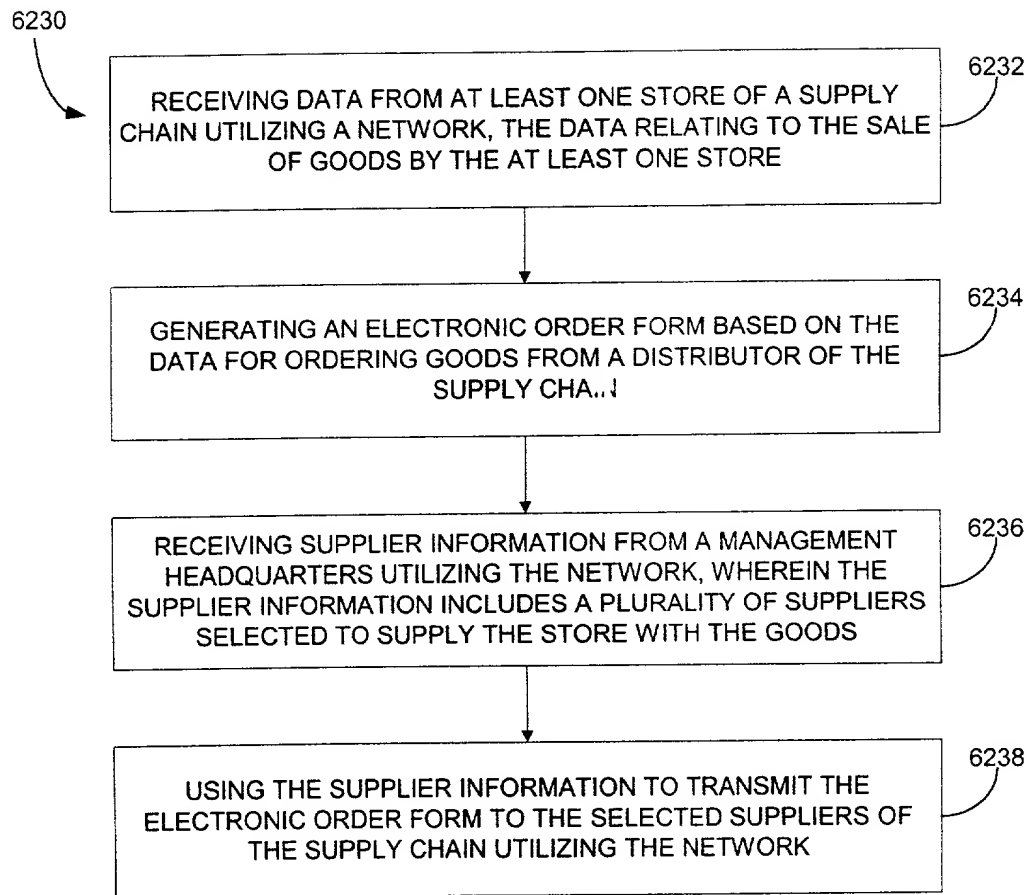 6230
6232
RECEIVING DATA FROM AT LEAST ONE STORE OF A SUPPLY
CHAIN UTILIZING A NETWORK, THE DATA RELATING TO THE SALE
OF GOODS BY THE AT LEAST ONE STORE
6234
GENERATING AN ELECTRONIC ORDER FORM BASED ON THE
DATA FOR ORDERING GOODS FROM A DISTRIBUTOR OF THE
SUPPLY CHAIN
6236
RECEIVING SUPPLIER INFORMATION FROM A MANAGEMENT
HEADQUARTERS UTILIZING THE NETWORK, WHEREIN THE
SUPPLIER INFORMATION INCLUDES A PLURALITY OF SUPPLIERS
SELECTED TO SUPPLY THE STORE WITH THE GOODS
6238
USING THE SUPPLIER INFORMATION TO TRANSMIT THE
ELECTRONIC ORDER FORM TO THE SELECTED SUPPLIERS OF
THE SUPPLY CHAIN UTILIZING THE NETWORK